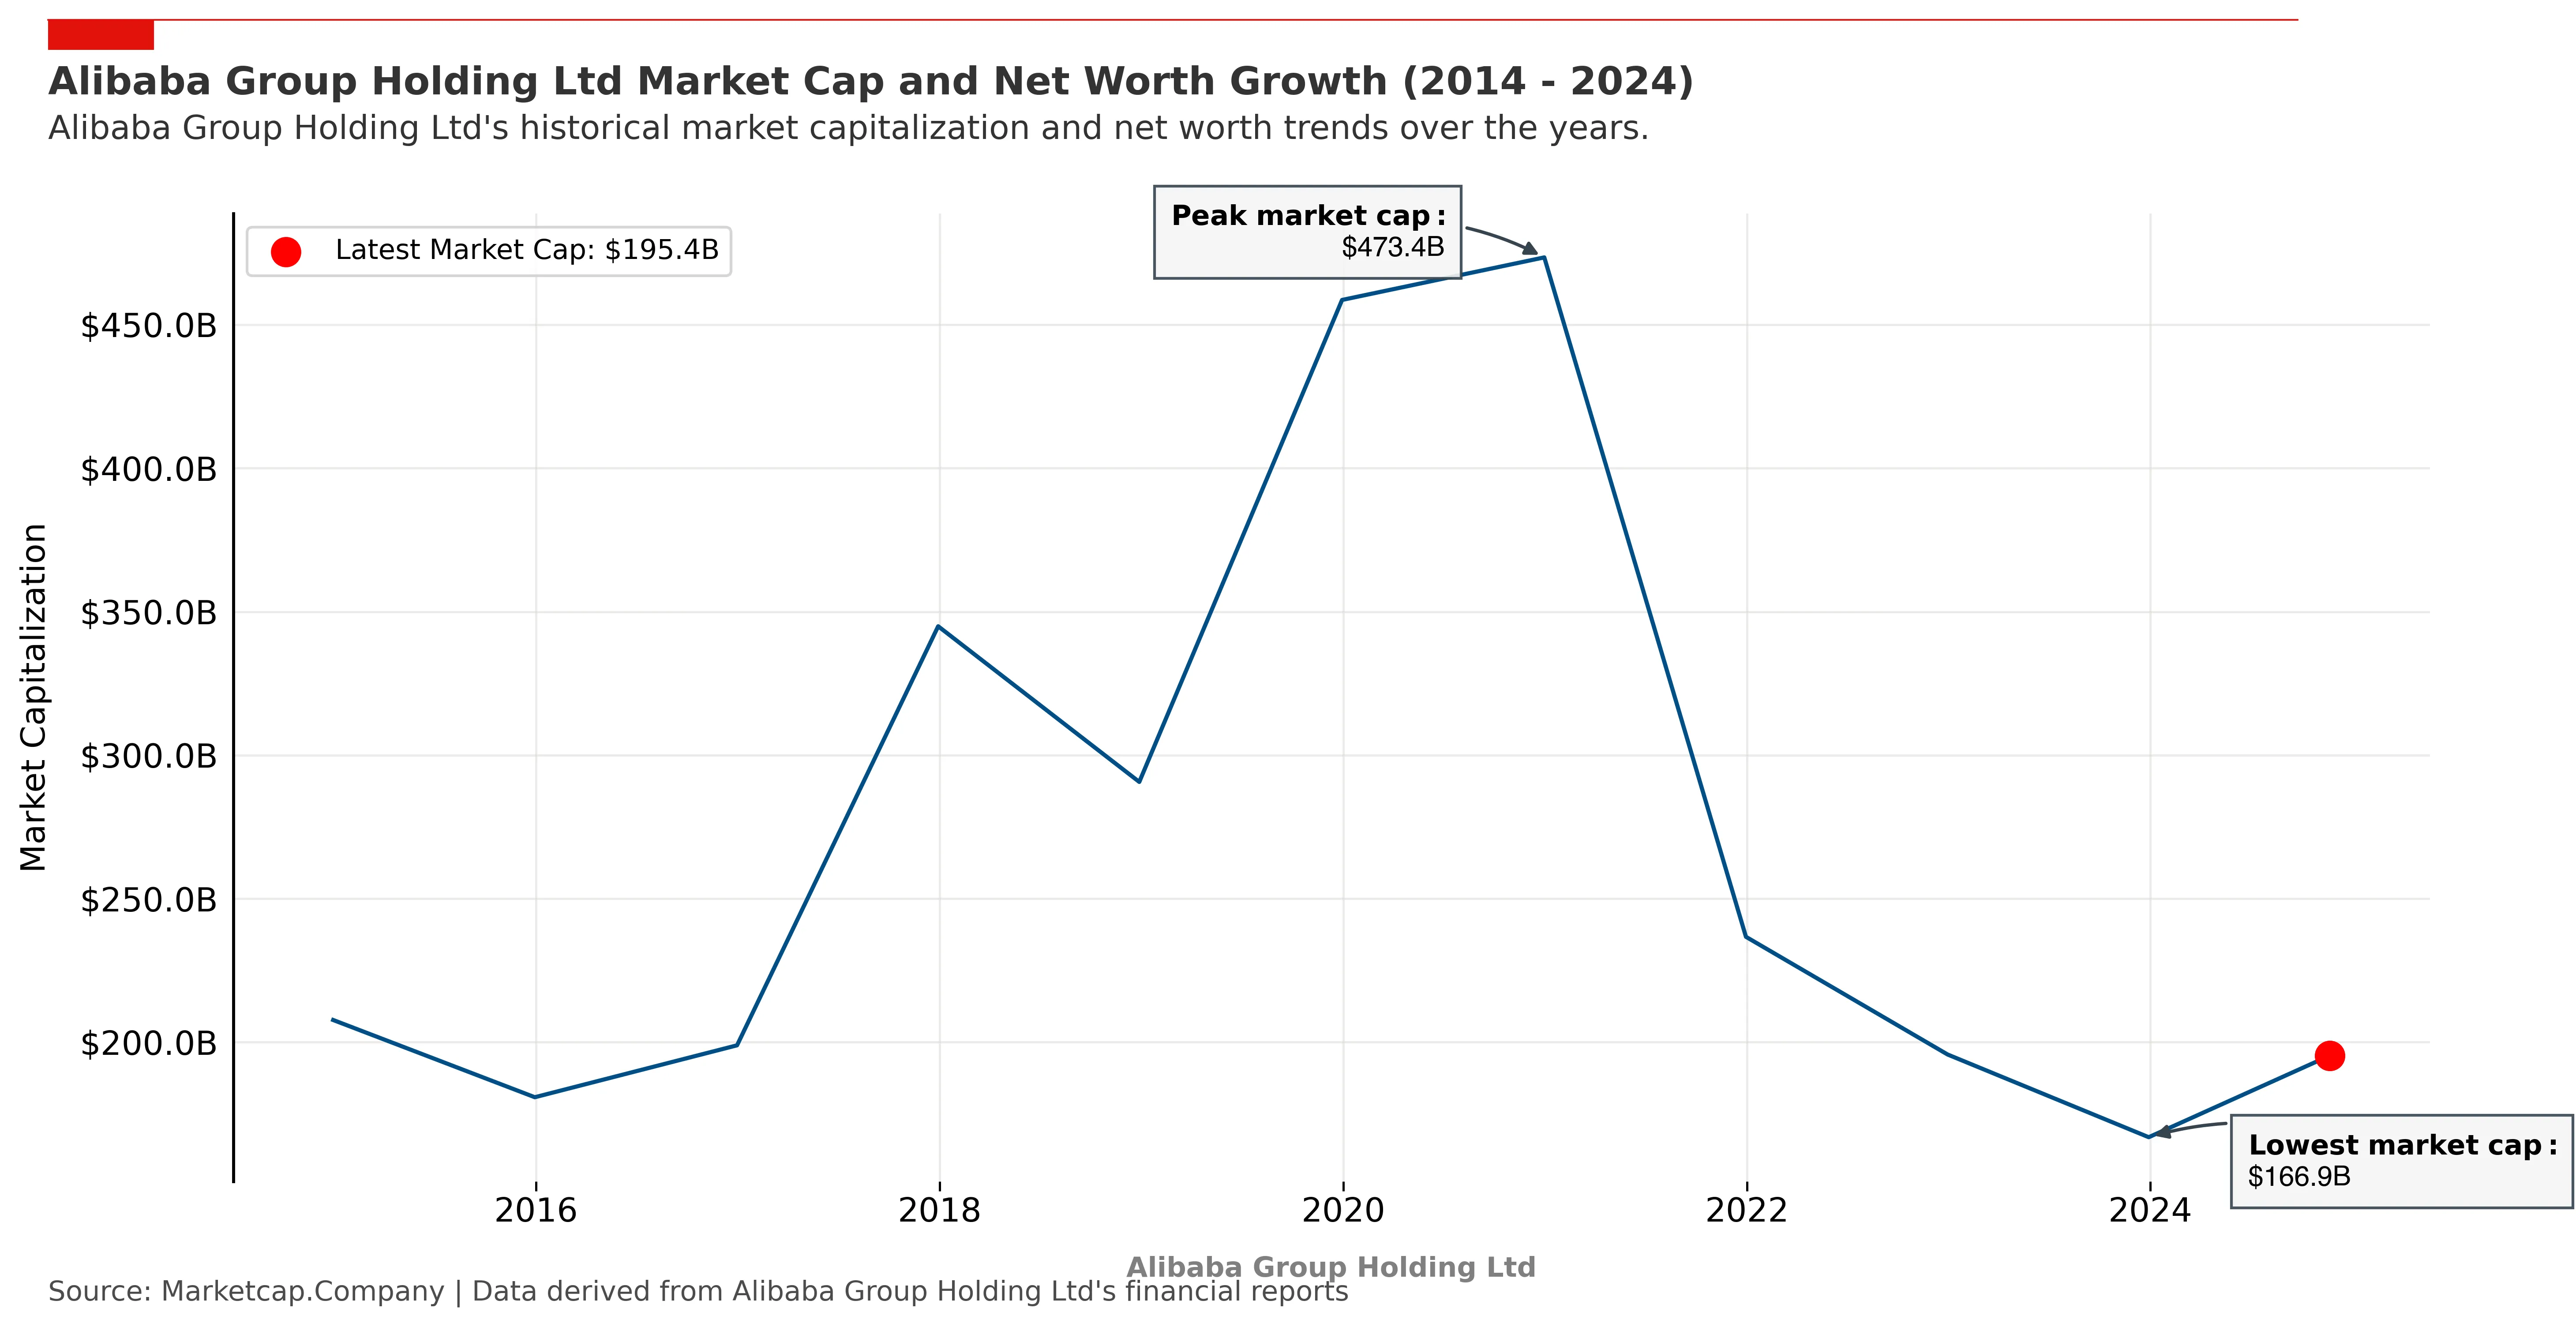 Alibaba Group Holding Ltd Market Cap and Net Worth Growth (2014 - 2024)
Alibaba Group Holding Ltd's historical market capitalization and net worth trends over the years.
Peak market cap:
$473.4B
Latest Market Cap: $195.4B
Market Capitalization
$450.0B
$400.0B
$350.0B
$300.0B
$250.0B
$200.0B
Lowest market cap:
$166.9B
2016 2018 2020 2022 2024
Alibaba Group Holding Ltd
Source: Marketcap.Company | Data derived from Alibaba Group Holding Ltd's financial reports